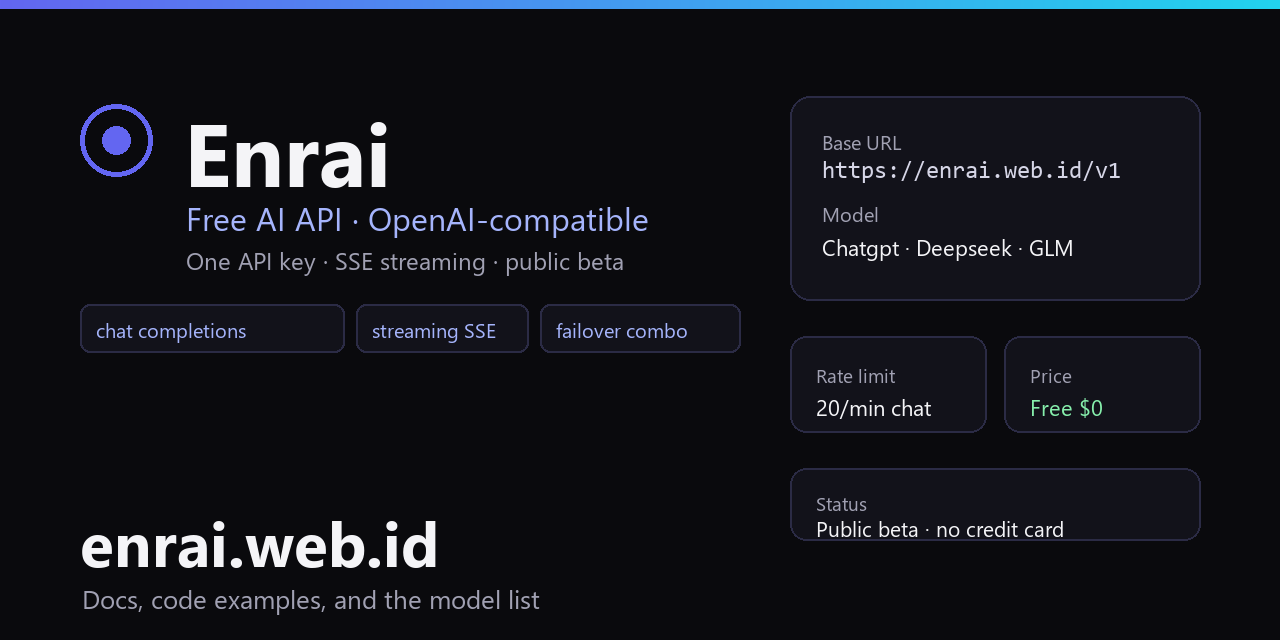 Enrai
Free AI API · OpenAI-compatible
One API key · SSE streaming · public beta
chat completions
streaming SSE
failover combo
enrai.web.id
Docs, code examples, and the model list
Base URL
https://enrai.web.id/v1
Model
Chatgpt · Deepseek · GLM
Rate limit
20/min chat
Price
Free $0
Status
Public beta · no credit card